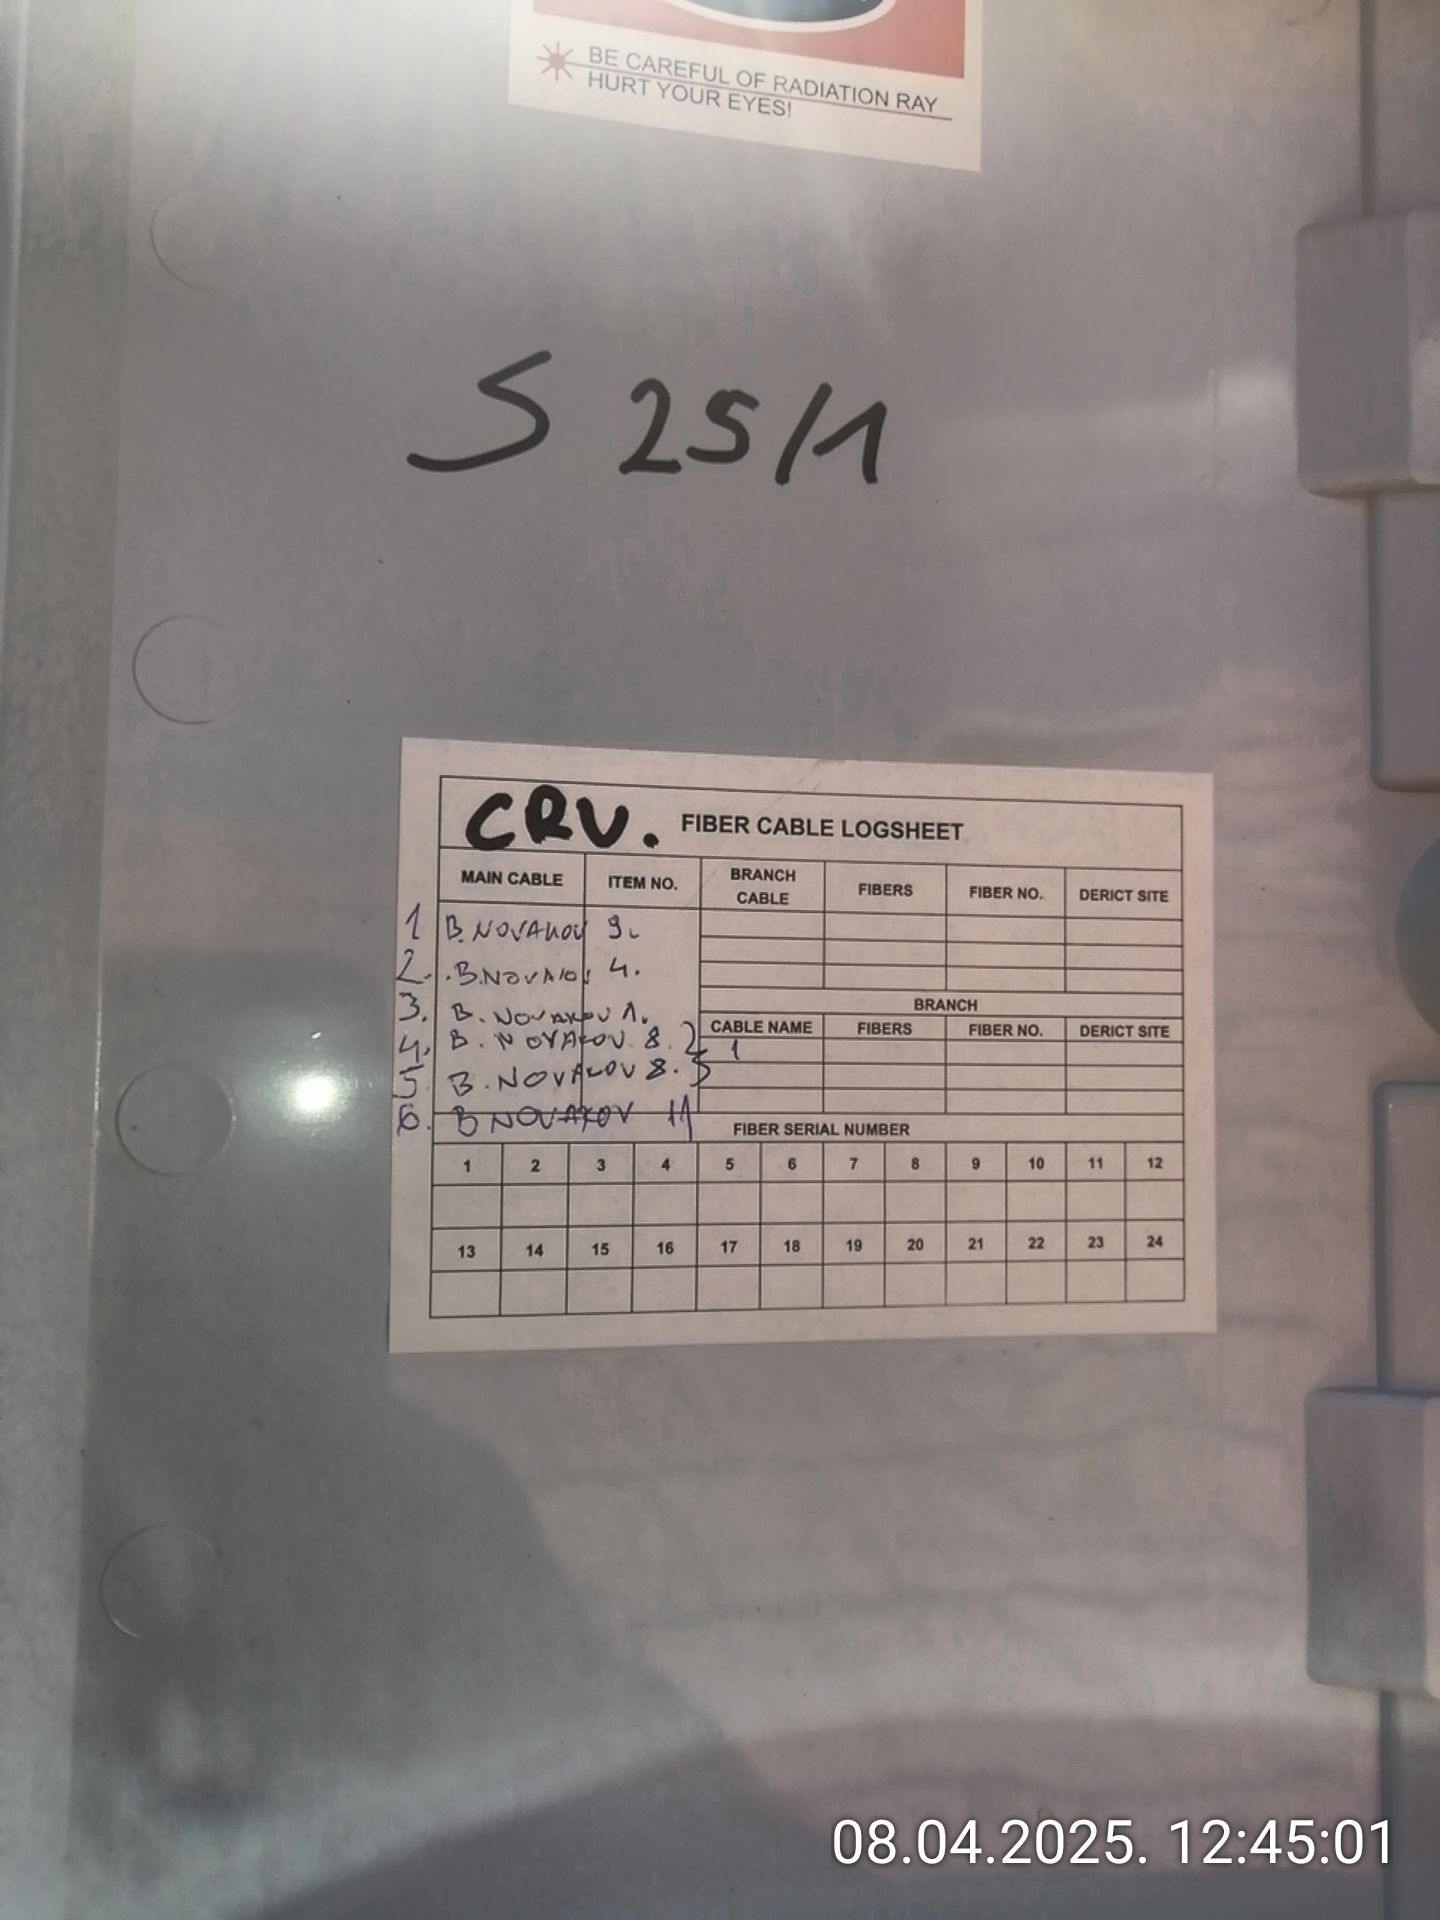 BE CAREFUL OF RADIATION RAY
HURT YOUR EYES!
S 25/1
CRV. FIBER CABLE LOGSHEET
MAIN CABLE ITEM NO. BRANCH CABLE FIBERS FIBER NO. DERICT SITE
1 B. NOVAKOV 9.
2. B. NOVAKOV 4.
3. B. NOVAKOV 1.
BRANCH
CABLE NAME FIBERS FIBER NO. DERICT SITE
4. B. NOVAKOV 8.
1
5. B. NOVAKOV 8.
6. B NOVAKOV 11
FIBER SERIAL NUMBER
1 2 3 4 5 6 7 8 9 10 11 12
13 14 15 16 17 18 19 20 21 22 23 24
08.04.2025. 12:45:01